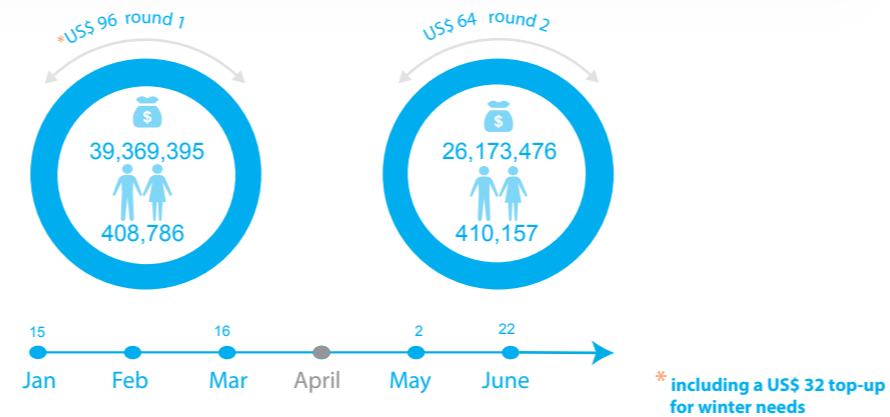 *US$ 96 round 1
US$ 64 round 2
$
$
39,369,395
26,173,476
408,786
410,157
15
16
2
22
Jan
Feb
Mar
April
May
June
* including a US$ 32 top-up
for winter needs